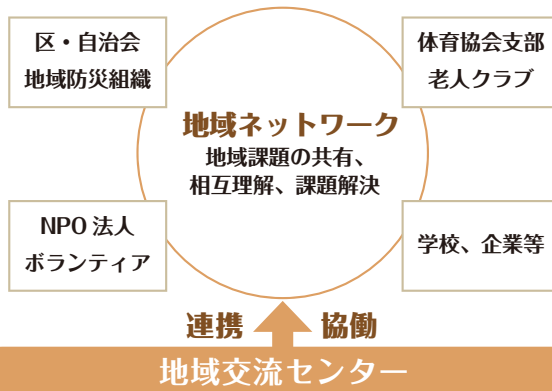 区・自治会
地域防災組織
体育協会支部
老人クラブ
地域ネットワーク
地域課題の共有、
相互理解、課題解決
NPO 法人
ボランティア
学校、企業等
連携 協働
地域交流センター